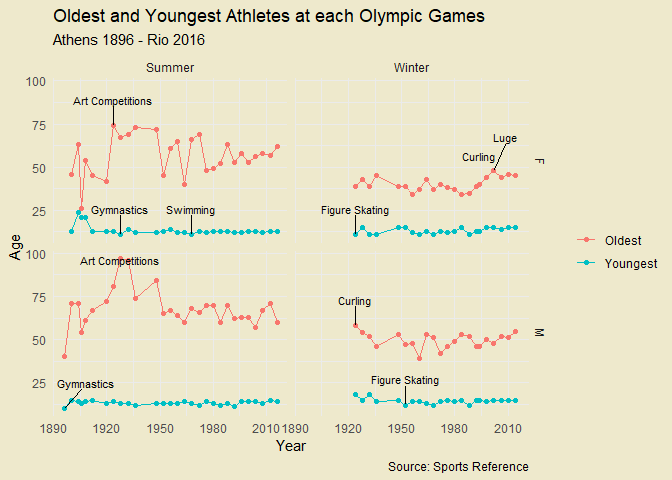 Oldest and Youngest Athletes at each Olympic Games
Athens 1896 - Rio 2016
Summer
Winter
100
75
50
25
Art Competitions
Gymnastics
Swimming
Luge
Curling
Figure Skating
F
Age
100
75
50
25
Art Competitions
Gymnastics
Curling
Figure Skating
M
Oldest
Youngest
1890 1920 1950 1980 2010 1890 1920 1950 1980 2010
Year
Source: Sports Reference